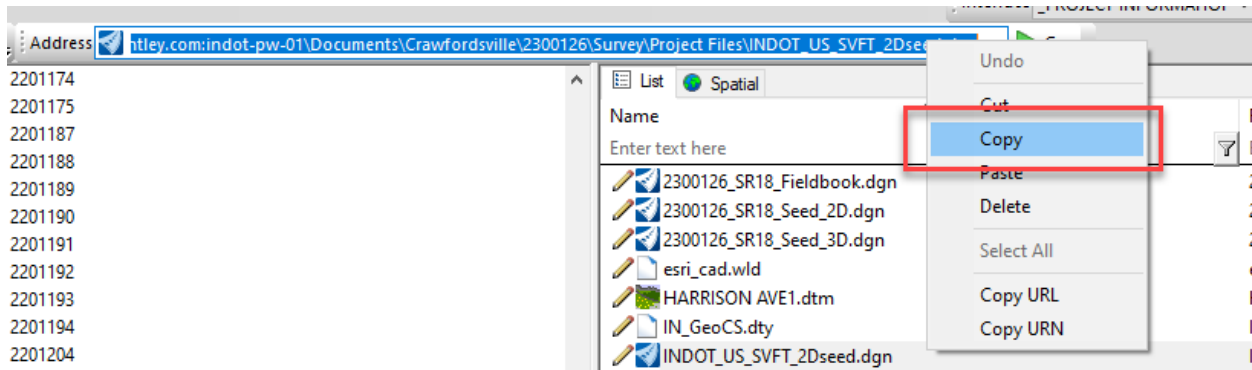 Address ntley.com:indot-pw-01\Documents\Crawfordsville\2300126\Survey\Project Files\INDOT_US_SVFT_2Dsee
2201174
2201175
2201187
2201188
2201189
2201190
2201191
2201192
2201193
2201194
2201204
List Spatial
Name
Enter text here
2300126_SR18_Fieldbook.dgn
2300126_SR18_Seed_2D.dgn
2300126_SR18_Seed_3D.dgn
esri_cad.wld
HARRISON AVE1.dtm
IN_GeoCS.dty
INDOT_US_SVFT_2Dseed.dgn
Undo
Cut
Copy
Paste
Delete
Select All
Copy URL
Copy URN